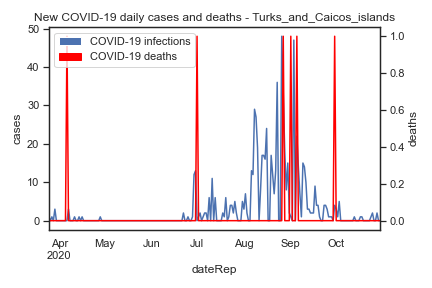 New COVID-19 daily cases and deaths - Turks_and_Caicos_islands
COVID-19 infections
COVID-19 deaths
50
40
30
20
10
0
cases
1.0
0.8
0.6
0.4
0.2
0.0
deaths
Apr May Jun Jul Aug Sep Oct
2020
dateRep